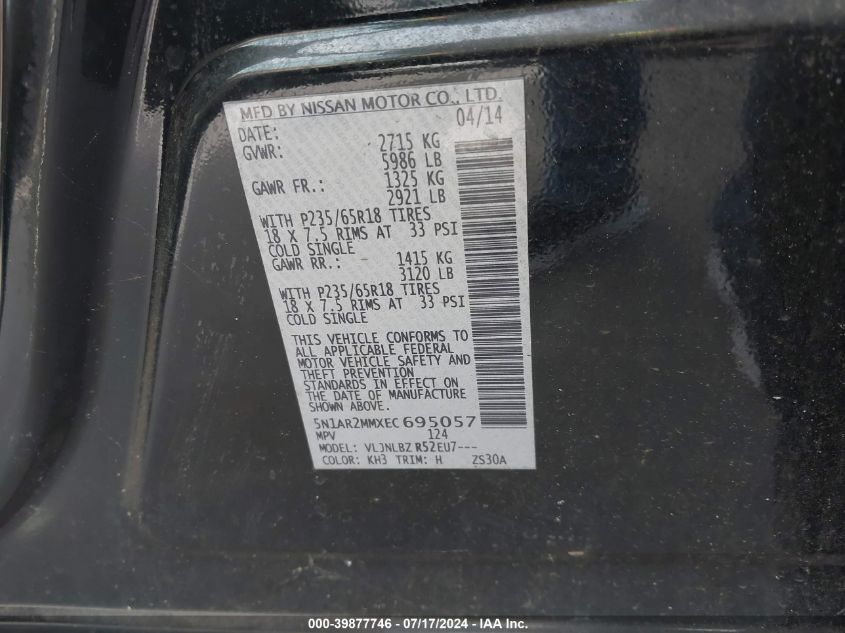 MFD BY NISSAN MOTOR CO., LTD.
DATE: 04/14
GVWR: 2715 KG
5986 LB
GAWR FR.: 1325 KG
2921 LB
WITH P235/65R18 TIRES
18 X 7.5 RIMS AT 33 PSI
COLD SINGLE
GAWR RR.: 1415 KG
3120 LB
WITH P235/65R18 TIRES
18 X 7.5 RIMS AT 33 PSI
COLD SINGLE
THIS VEHICLE CONFORMS TO
ALL APPLICABLE FEDERAL
MOTOR VEHICLE SAFETY AND
THEFT PREVENTION
STANDARDS IN EFFECT ON
THE DATE OF MANUFACTURE
SHOWN ABOVE.
5N1AR2MMXEC695057
MPV 124
MODEL: VLJNLBZ R52EU7---
COLOR: KH3 TRIM: H ZS30A
000-39877746 - 07/17/2024 - IAA Inc.